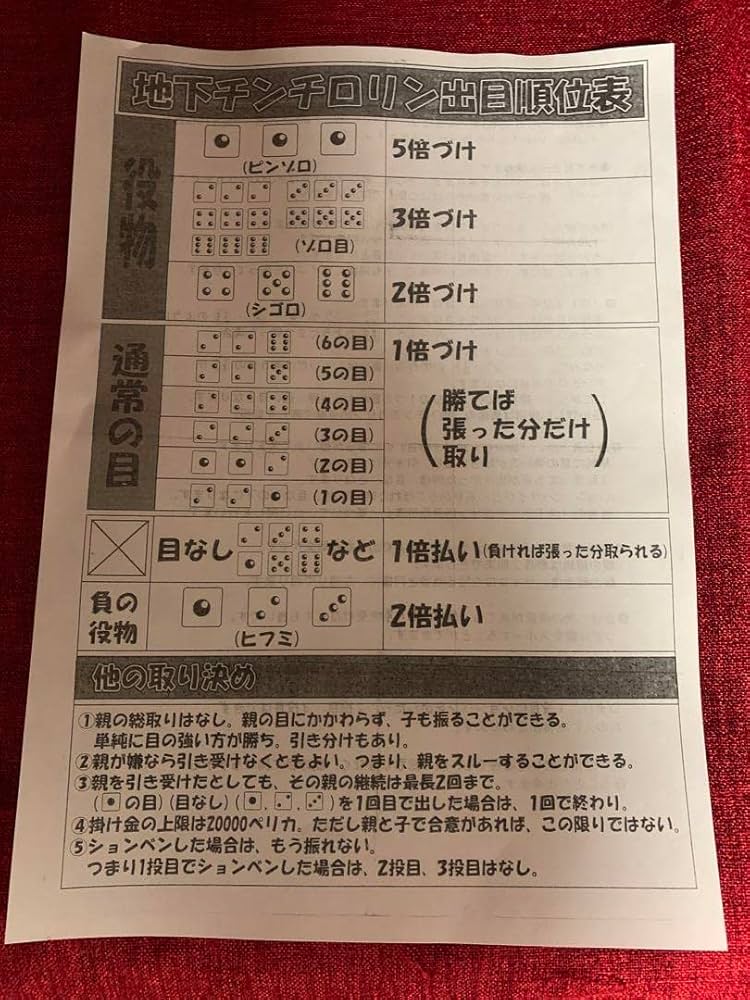 地下チンチロリン出目順位表
役物
(ピンゾロ)
5倍づけ
(ゾロ目)
3倍づけ
(シゴロ)
2倍づけ
通常の目
(6の目)
(5の目)
(4の目)
(3の目)
(2の目)
(1の目)
1倍づけ
(勝てば
張った分だけ
取り)
目なし など
1倍払い(負ければ張った分取られる)
負の
役物
(ヒフミ)
2倍払い
他の取り決め
①親の総取りはなし。親の目にかかわらず、子も振ることができる。
単純に目の強い方が勝ち。引き分けもあり。
②親が嫌なら引き受けなくともよい。つまり、親をスルーすることができる。
③親を引き受けたとしても、その親の継続は最長2回まで。
(⚀の目)(目なし)(⚀.⚁.⚂)を1回目で出した場合は、1回で終わり。
④掛け金の上限は20000ペリカ。ただし親と子で合意があれば、この限りではない。
⑤ションベンした場合は、もう振れない。
つまり1投目でションベンした場合は、2投目、3投目はなし。